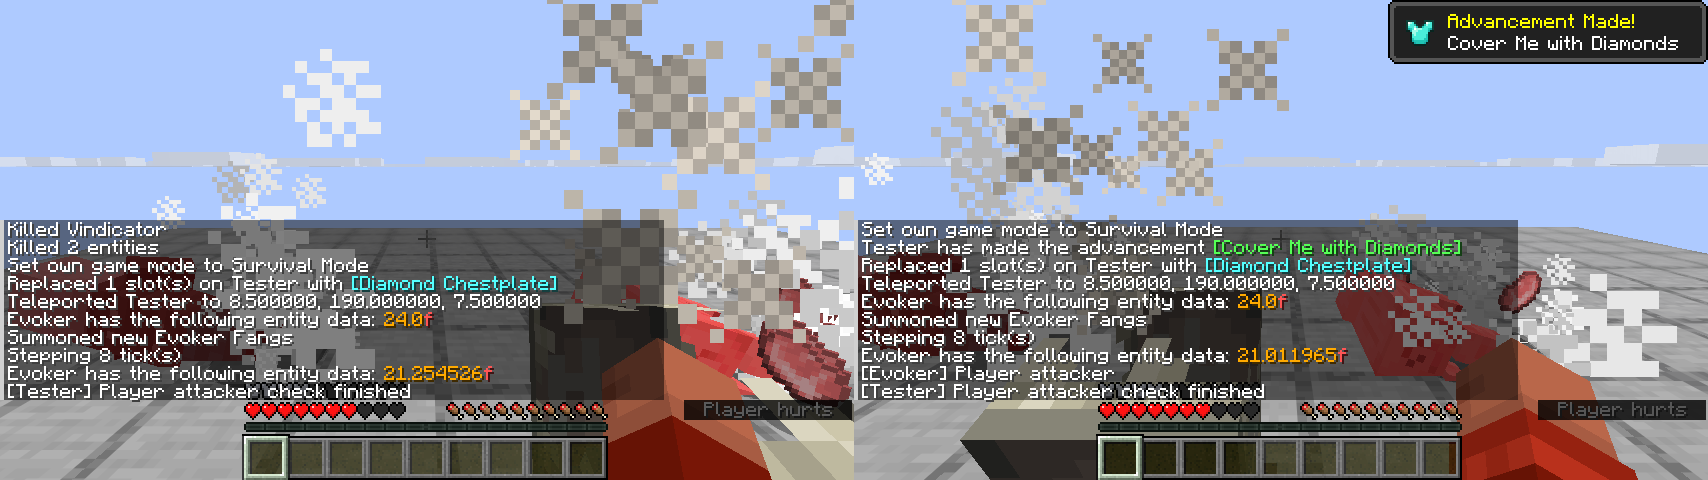 Killed Vindicator
Killed 2 entities
Set own game mode to Survival Mode
Replaced 1 slot(s) on Tester with [Diamond Chestplate]
Teleported Tester to 8.500000, 190.000000, 7.500000
Evoker has the following entity data: 24.0f
Summoned new Evoker Fangs
Stepping 8 tick(s)
Evoker has the following entity data: 21.254526f
[Tester] Player attacker check finished
Player hurts
Advancement Made!
Cover Me with Diamonds
Set own game mode to Survival Mode
Tester has made the advancement [Cover Me with Diamonds]
Replaced 1 slot(s) on Tester with [Diamond Chestplate]
Teleported Tester to 8.500000, 190.000000, 7.500000
Evoker has the following entity data: 24.0f
Summoned new Evoker Fangs
Stepping 8 tick(s)
Evoker has the following entity data: 21.011965f
[Evoker] Player attacker
[Tester] Player attacker check finished
Player hurts